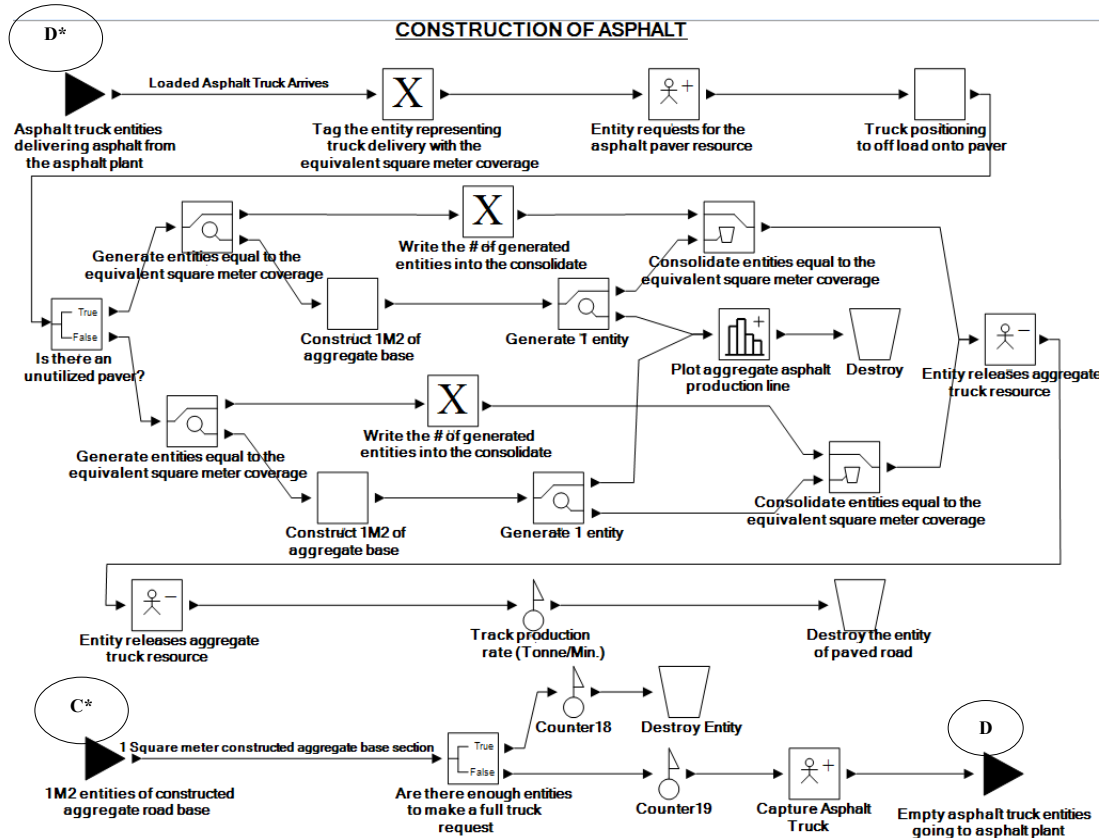 D*
CONSTRUCTION OF ASPHALT
Loaded Asphalt Truck Arrives
X
+
Asphalt truck entities
delivering asphalt from
the asphalt plant
Tag the entity representing
truck delivery with the
equivalent square meter coverage
Entity requests for the
asphalt paver resource
Truck positioning
to off load onto paver
X
Generate entities equal to the
equivalent square meter coverage
Write the # of generated
entities into the consolidate
Consolidate entities equal to the
equivalent square meter coverage
True
False
Is there an
unutilized paver?
Construct 1M2 of
aggregate base
Generate 1 entity
+
Plot aggregate asphalt
production line
Destroy
−
Entity releases aggregate
truck resource
X
Generate entities equal to the
equivalent square meter coverage
Write the # of generated
entities into the consolidate
Construct 1M2 of
aggregate base
Generate 1 entity
Consolidate entities equal to the
equivalent square meter coverage
−
Entity releases aggregate
truck resource
Track production
rate (Tonne/Min.)
Destroy the entity
of paved road
C*
1 Square meter constructed aggregate base section
1M2 entities of constructed
aggregate road base
True
False
Are there enough entities
to make a full truck
request
Counter18
Destroy Entity
Counter19
+
Capture Asphalt
Truck
D
Empty asphalt truck entities
going to asphalt plant